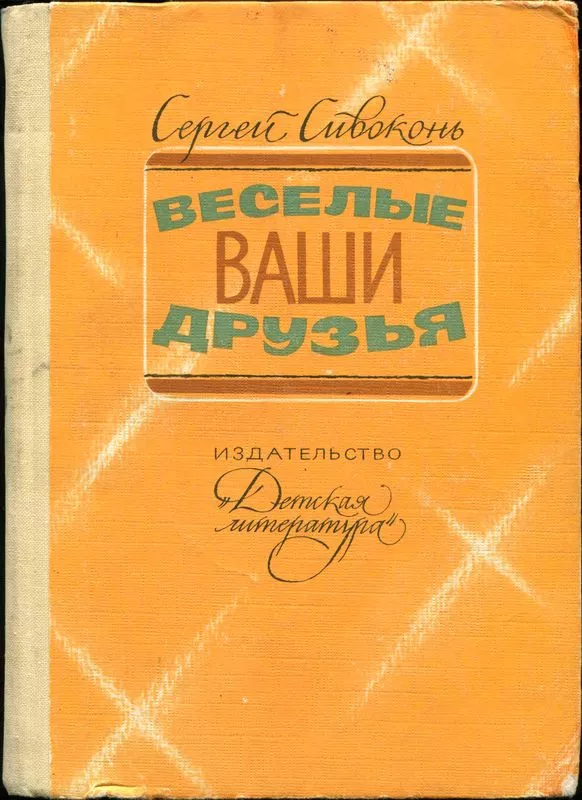 Сергей Сивоконь
ВЕСЕЛЫЕ
ВАШИ
ДРУЗЬЯ
ИЗДАТЕЛЬСТВО
„Детская
литература“